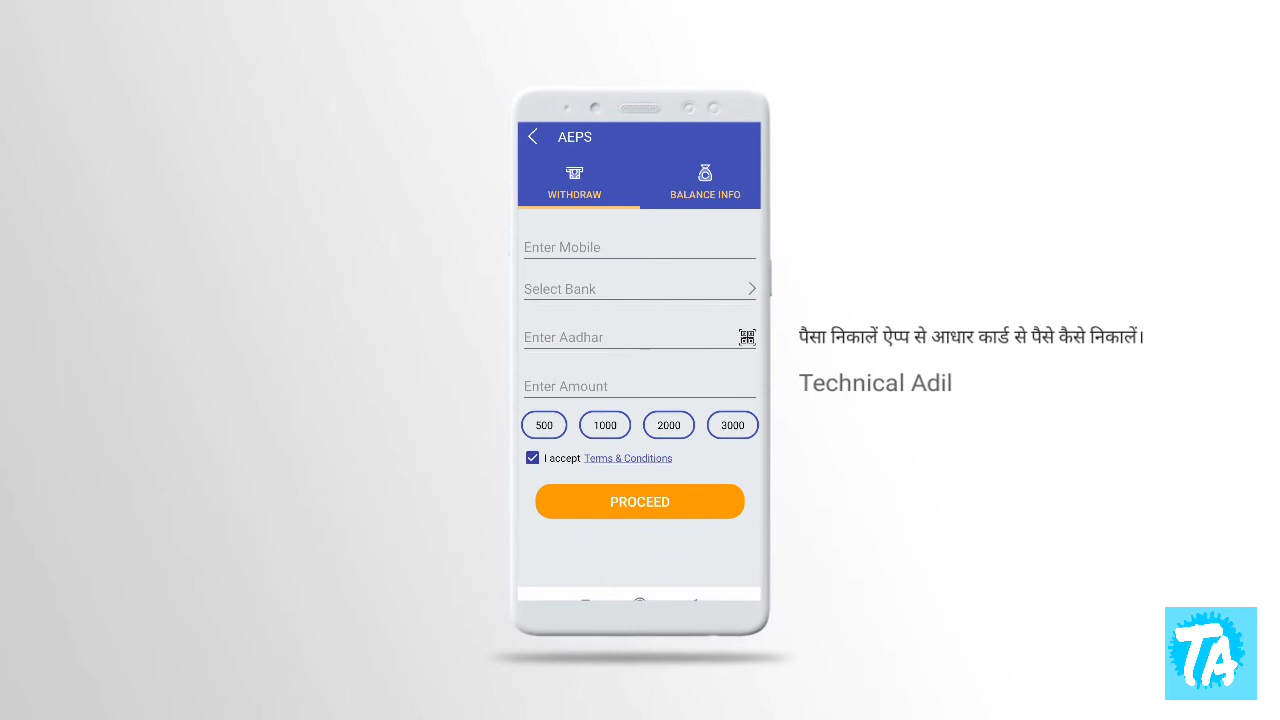 AEPS
WITHDRAW
BALANCE INFO
Enter Mobile
Select Bank
Enter Aadhar
Enter Amount
500 1000 2000 3000
I accept Terms & Conditions
PROCEED
पैसा निकालें ऐप्प से आधार कार्ड से पैसे कैसे निकालें।
Technical Adil
TA